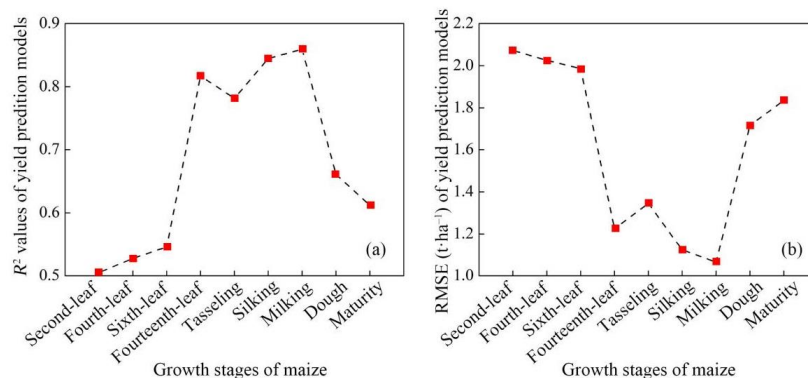 R² values of yield predition models
0.9
0.8
0.7
0.6
0.5
(a)
Second-leaf
Fourth-leaf
Sixth-leaf
Fourteenth-leaf
Tasseling
Silking
Milking
Dough
Maturity
Growth stages of maize
RMSE (t·ha⁻¹) of yield prediction models
2.2
2.0
1.8
1.6
1.4
1.2
1.0
(b)
Second-leaf
Fourth-leaf
Sixth-leaf
Fourteenth-leaf
Tasseling
Silking
Milking
Dough
Maturity
Growth stages of maize